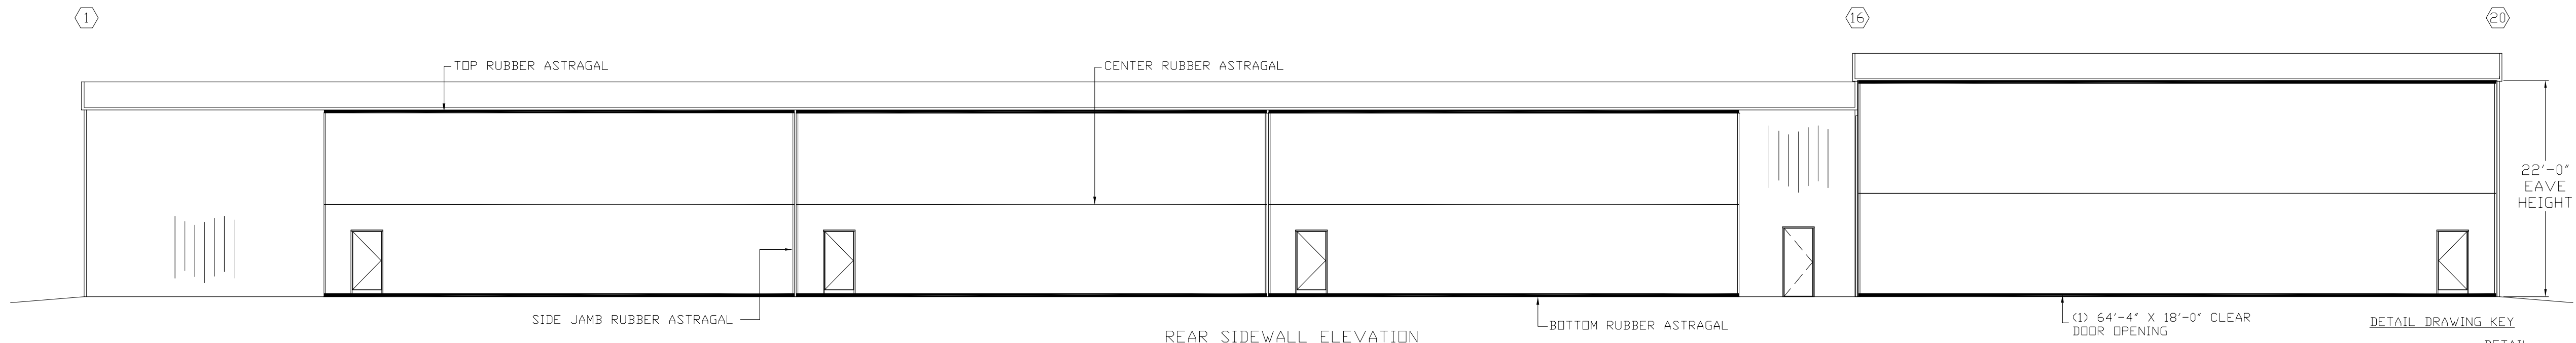 1
16
20
TOP RUBBER ASTRAGAL
CENTER RUBBER ASTRAGAL
22'-0"
EAVE
HEIGHT
SIDE JAMB RUBBER ASTRAGAL
BOTTOM RUBBER ASTRAGAL
(1) 64'-4" X 18'-0" CLEAR
DOOR OPENING
DETAIL DRAWING KEY
REAR SIDEWALL ELEVATION
DETAIL